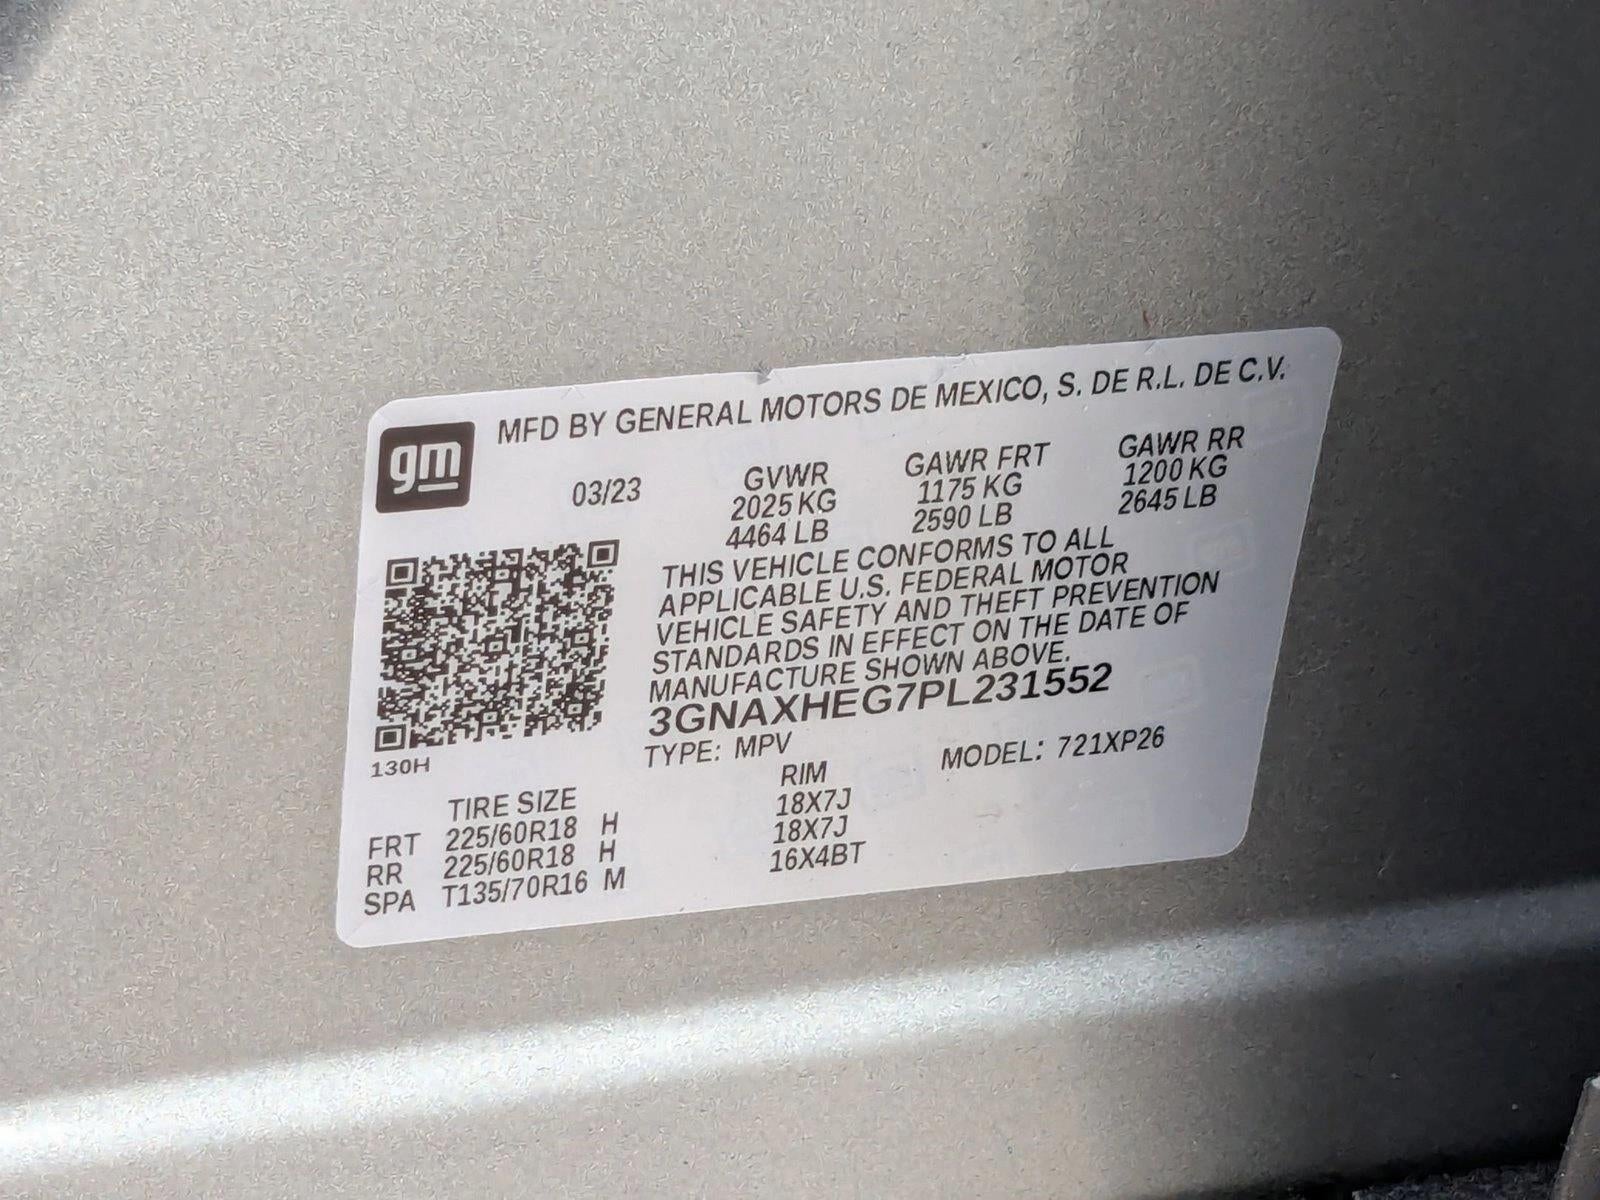 MFD BY GENERAL MOTORS DE MEXICO, S. DE R.L. DE C.V.
gm
03/23 GVWR GAWR FRT GAWR RR
2025 KG 1175 KG 1200 KG
4464 LB 2590 LB 2645 LB
THIS VEHICLE CONFORMS TO ALL
APPLICABLE U.S. FEDERAL MOTOR
VEHICLE SAFETY AND THEFT PREVENTION
STANDARDS IN EFFECT ON THE DATE OF
MANUFACTURE SHOWN ABOVE.
3GNAXHEG7PL231552
TYPE: MPV MODEL: 721XP26
130H
TIRE SIZE RIM
FRT 225/60R18 H 18X7J
RR 225/60R18 H 18X7J
SPA T135/70R16 M 16X4BT